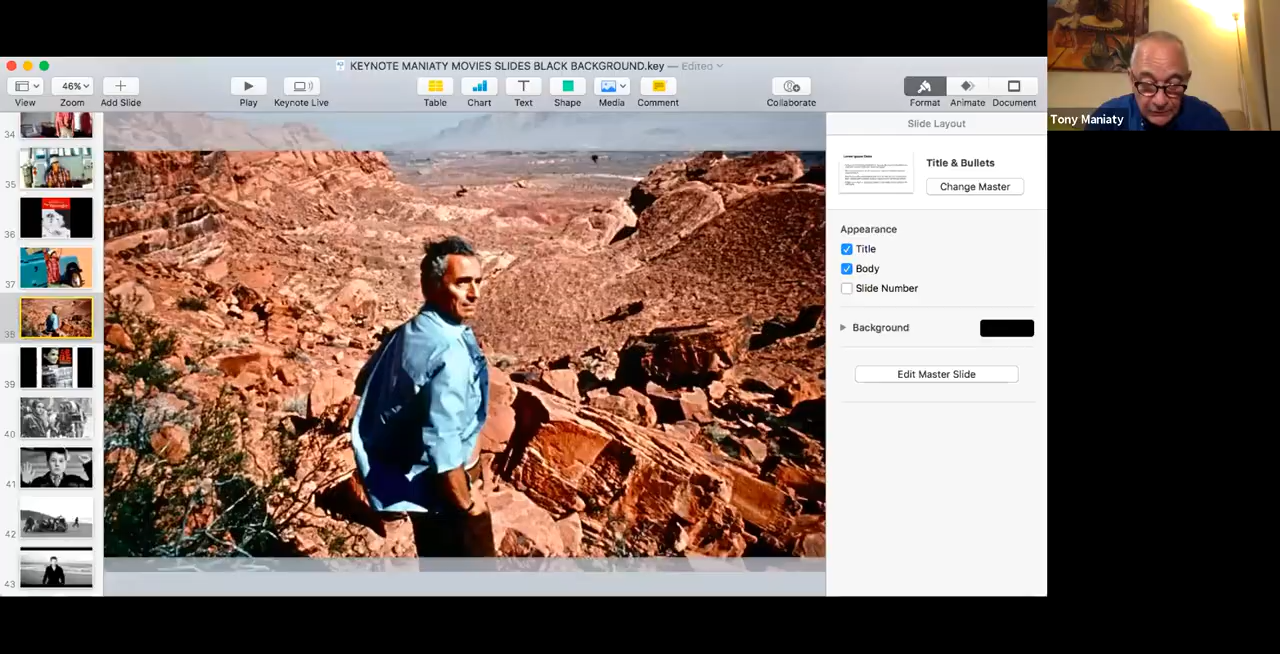 KEYNOTE MANIATY MOVIES SLIDES BLACK BACKGROUND.key — Edited
46%
View Zoom Add Slide Play Keynote Live Table Chart Text Shape Media Comment Collaborate Format Animate Document
Tony Maniaty
Slide Layout
Title & Bullets
Change Master
Appearance
Title
Body
Slide Number
Background
Edit Master Slide
34
35
36
37
39
40
41
42
43